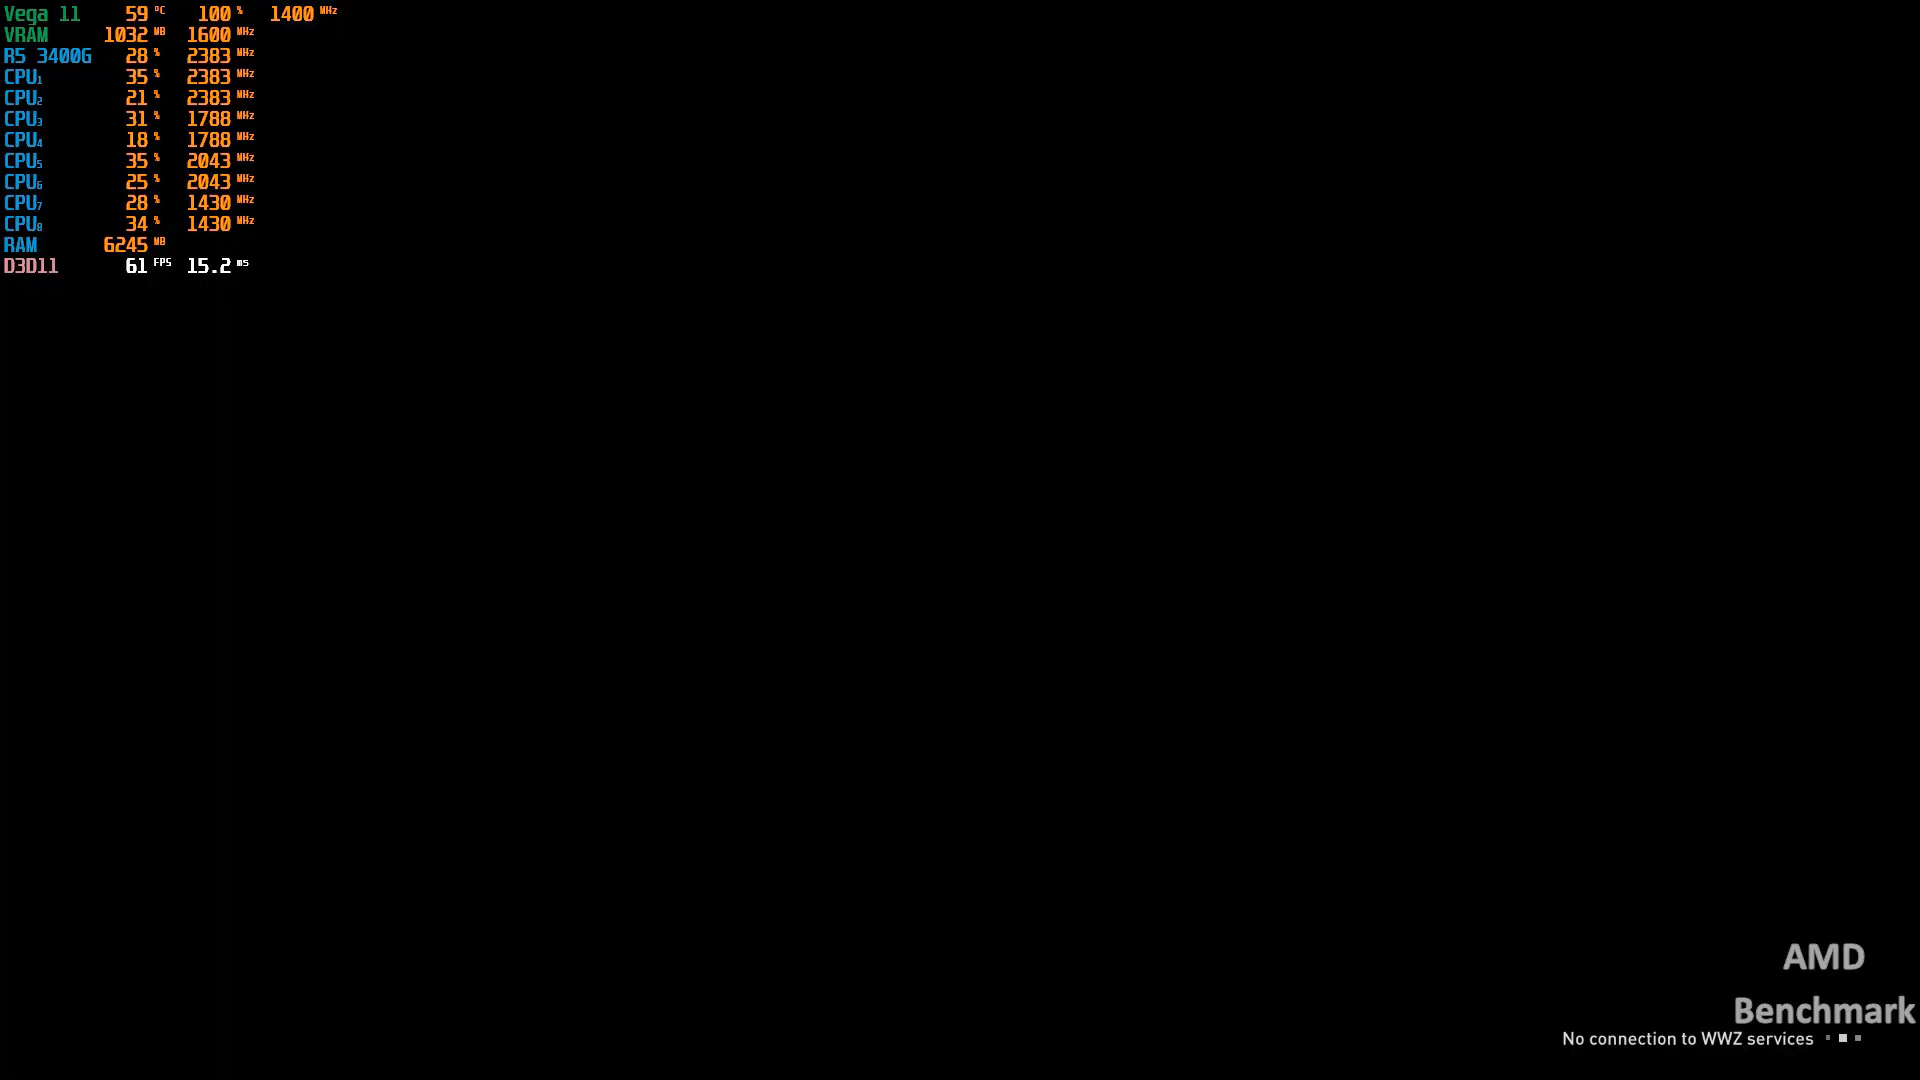 Vega 11 59 °C 100 % 1400 MHz
VRAM 1032 MB 1600 MHz
R5 3400G 28 % 2383 MHz
CPU1 35 % 2383 MHz
CPU2 21 % 2383 MHz
CPU3 31 % 1788 MHz
CPU4 18 % 1788 MHz
CPU5 35 % 2043 MHz
CPU6 25 % 2043 MHz
CPU7 28 % 1430 MHz
CPU8 34 % 1430 MHz
RAM 6245 MB
D3D11 61 FPS 15.2 ms
AMD
Benchmark
No connection to WWZ services